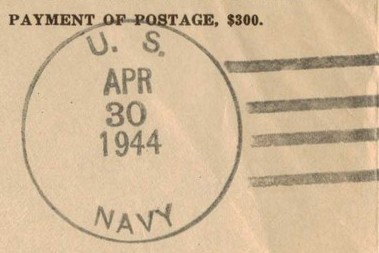 PAYMENT OF POSTAGE, $300.
U. S.
APR
30
1944
NAVY